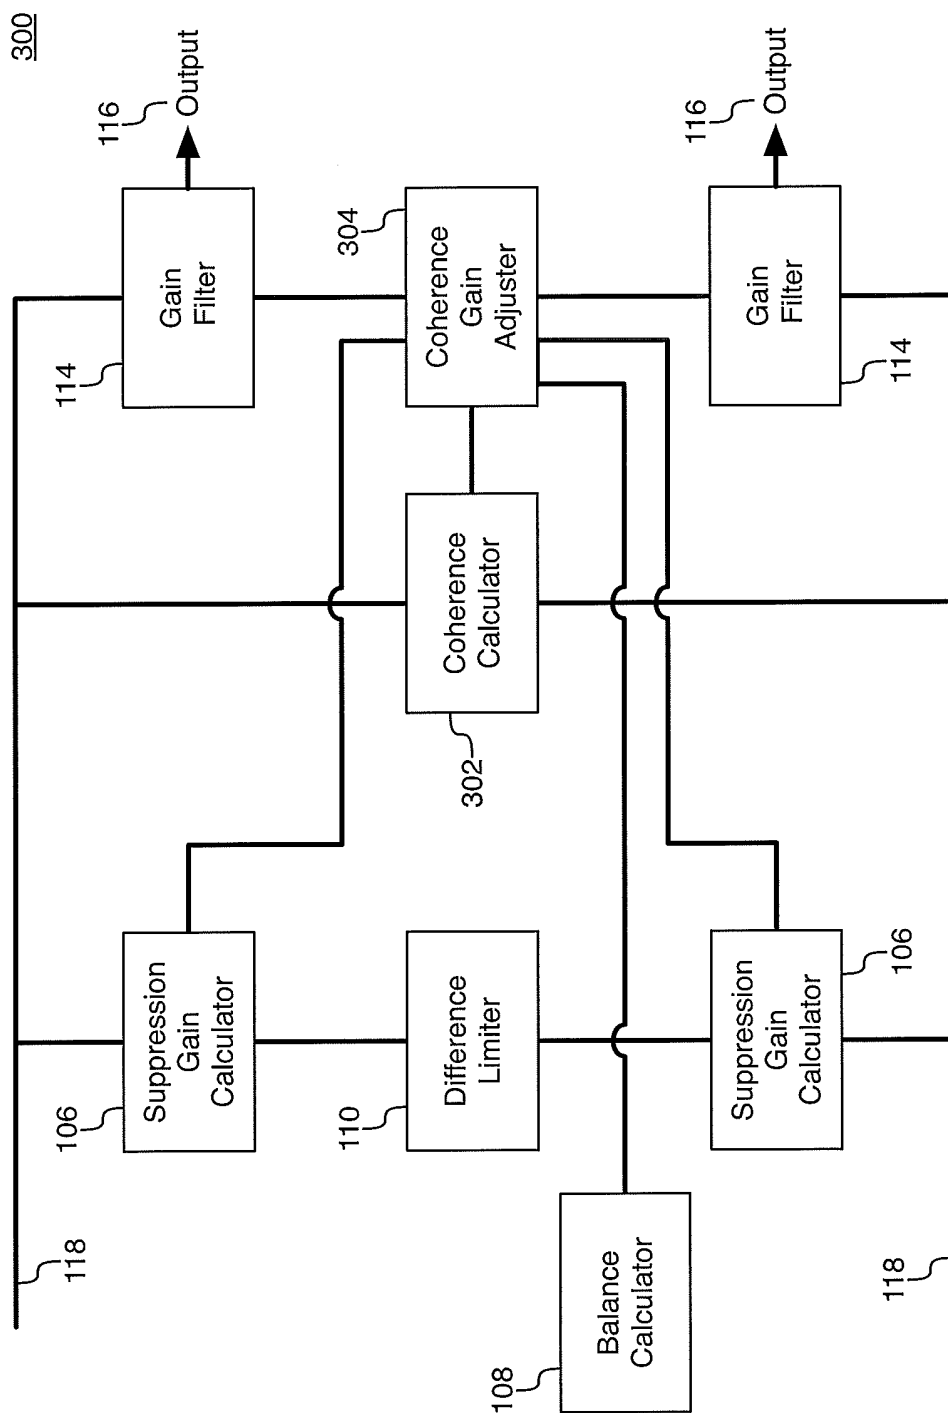 300
116
Output
Gain
Filter
114
304
Coherence
Gain
Adjuster
116
Output
Gain
Filter
114
Coherence
Calculator
302
Suppression
Gain
Calculator
106
Difference
Limiter
110
Suppression
Gain
Calculator
106
118
Balance
Calculator
108
118